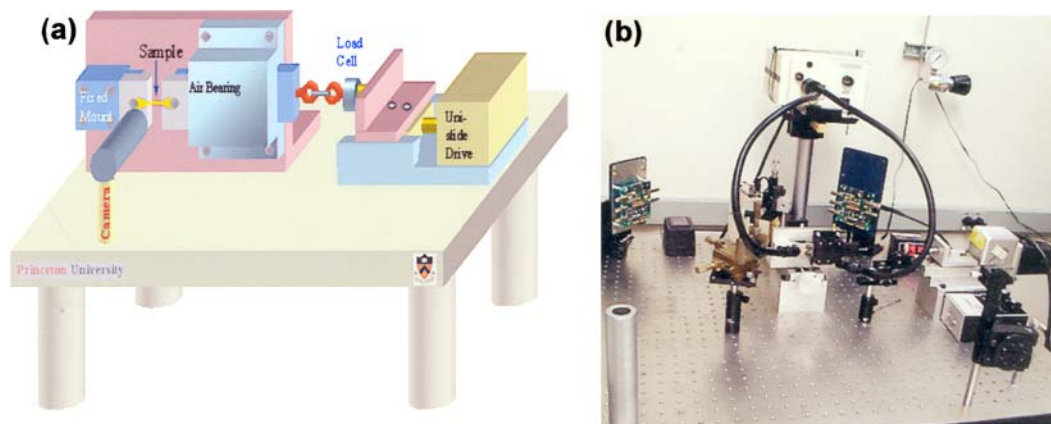 (a)
Sample
Load
Cell
Fixed
Mount
Air Bearing
Uni-
slide
Drive
Camera
Princeton University
(b)